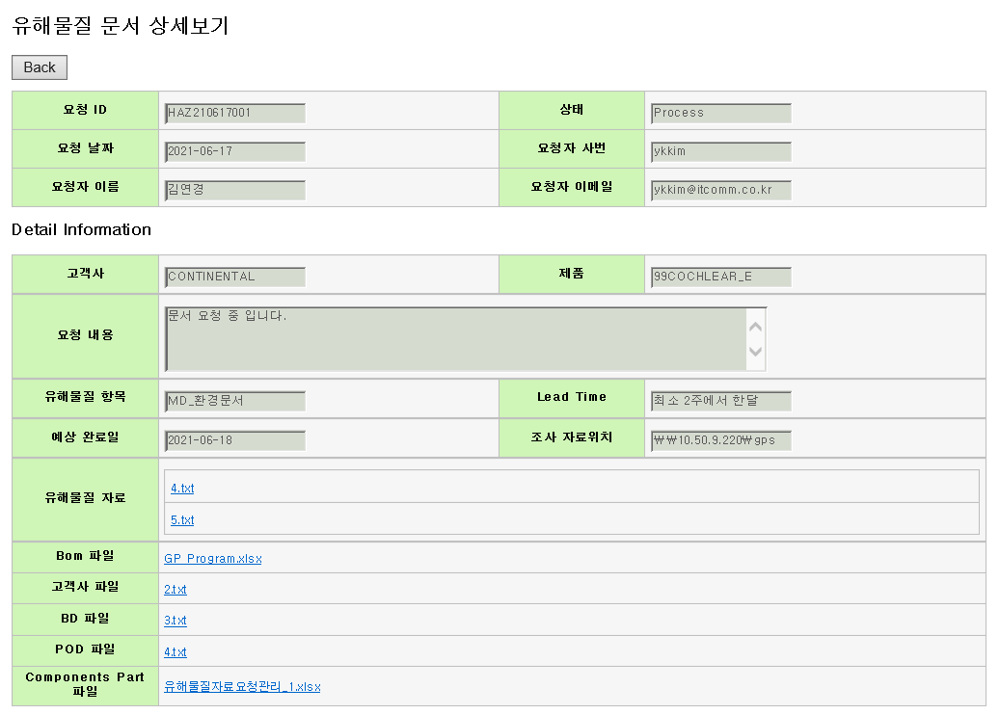 유해물질 문서 상세보기
Back
요청 ID HAZ210617001 상태 Process
요청 날짜 2021-06-17 요청자 사번 ykkim
요청자 이름 김연경 요청자 이메일 ykkim@itcomm.co.kr
Detail Information
고객사 CONTINENTAL 제품 99COCHLEAR_E
요청 내용 문서 요청 중 입니다.
유해물질 항목 MD_환경문서 Lead Time 최소 2주에서 한달
예상 완료일 2021-06-18 조사 자료위치 ₩₩10.50.9.220₩gps
유해물질 자료 4.txt
5.txt
Bom 파일 GP Program.xlsx
고객사 파일 2.txt
BD 파일 3.txt
POD 파일 4.txt
Components Part
파일 유해물질자료요청관리_1.xlsx